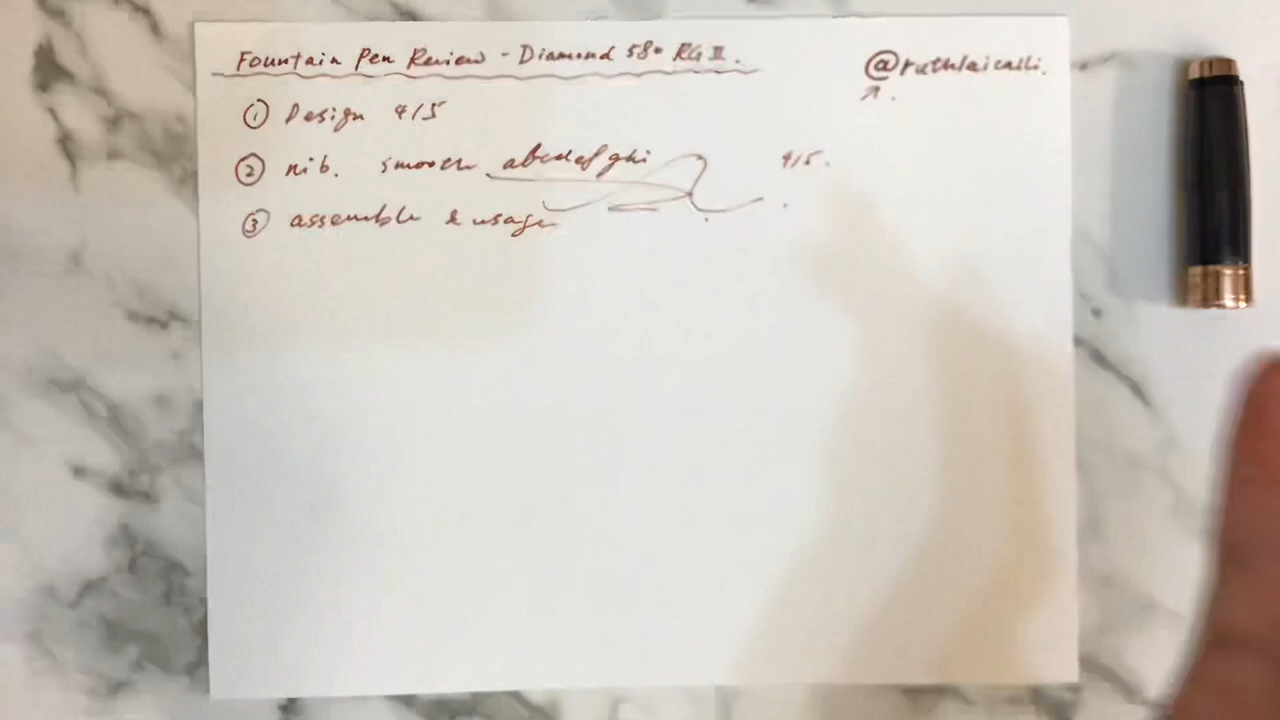 Fountain Pen Review - Diamond 580 RG II.
@ruthlaicalli.
① Design 4/5
② nib. smooth abcdefghi 4/5.
③ assemble & usage